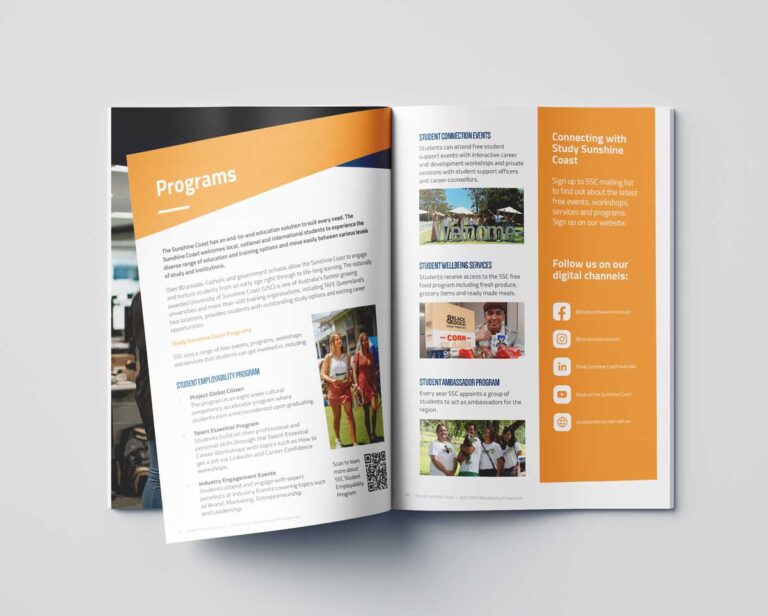 Programs
The Sunshine Coast has an end-to-end education solution to suit every need. The
Sunshine Coast welcomes local, national and international students to experience the
diverse range of education and training options and move easily between various levels
of study and institutions.
Over 80 private, Catholic and government schools allow the Sunshine Coast to engage
and nurture students from an early age right through to life-long learning. The nationally
awarded University of Sunshine Coast (USC) is one of Australia's fastest growing
universities and more than 400 training organisations, including TAFE Queensland's
two locations, provides students with outstanding study options and exciting career
opportunities.
Study Sunshine Coast Programs
SSC runs a range of free events, programs, workshops
and services that students can get involved in, including:
STUDENT EMPLOYABILITY PROGRAM
Project Global Citizen
The program is an eight week cultural
competency accelerator program where
students earn a microcredential upon graduating.
Talent Essential Program
Students build on their professional and
personal skills through the Talent Essential
Career Workshops with topics such as How to
get a job via LinkedIn and Career Confidence
workshops.
Industry Engagement Events
Students attend and engage with expert
panellists at Industry Events covering topics such
as Brand, Marketing, Entrepreneurship
and Leadership.
Scan to learn
more about
SSC Student
Employability
Program
STUDENT CONNECTION EVENTS
Students can attend free student
support events with interactive career
and development workshops and private
sessions with student support officers
and career counsellors.
STUDENT WELLBEING SERVICES
Students receive access to the SSC free
food program including fresh produce,
grocery items and ready made meals.
BLACK
&GOLD
CORN
STUDENT AMBASSADOR PROGRAM
Every year SSC appoints a group of
students to act as ambassadors for the
region.
Study Sunshine Coast |
Connecting with
Study Sunshine
Coast
Sign up to SSC mailing list
to find out about the latest
free events, workshops,
services and programs.
Sign up on our website.
Follow us on our
digital channels:
@studyonthesunshinecoast
@studysunshinecoast
Study Sunshine Coast Australia
Study on the Sunshine Coast
studysunshinecoast.com.au